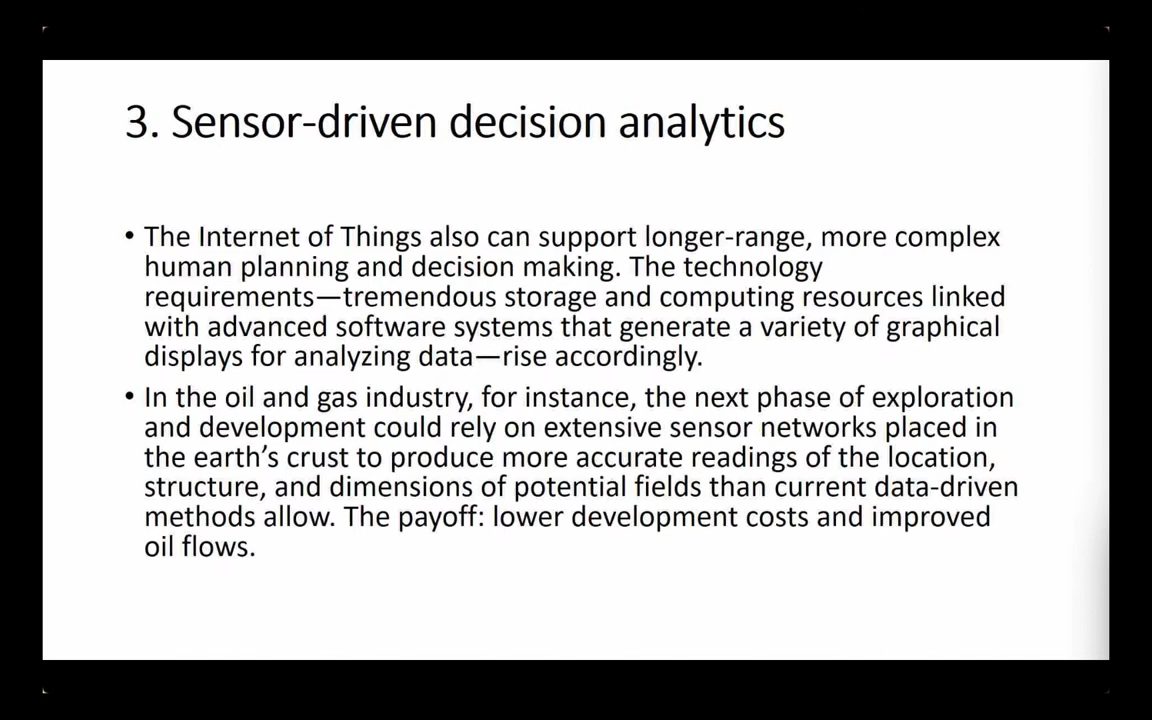 3. Sensor-driven decision analytics
• The Internet of Things also can support longer-range, more complex
human planning and decision making. The technology
requirements—tremendous storage and computing resources linked
with advanced software systems that generate a variety of graphical
displays for analyzing data—rise accordingly.
• In the oil and gas industry, for instance, the next phase of exploration
and development could rely on extensive sensor networks placed in
the earth’s crust to produce more accurate readings of the location,
structure, and dimensions of potential fields than current data-driven
methods allow. The payoff: lower development costs and improved
oil flows.